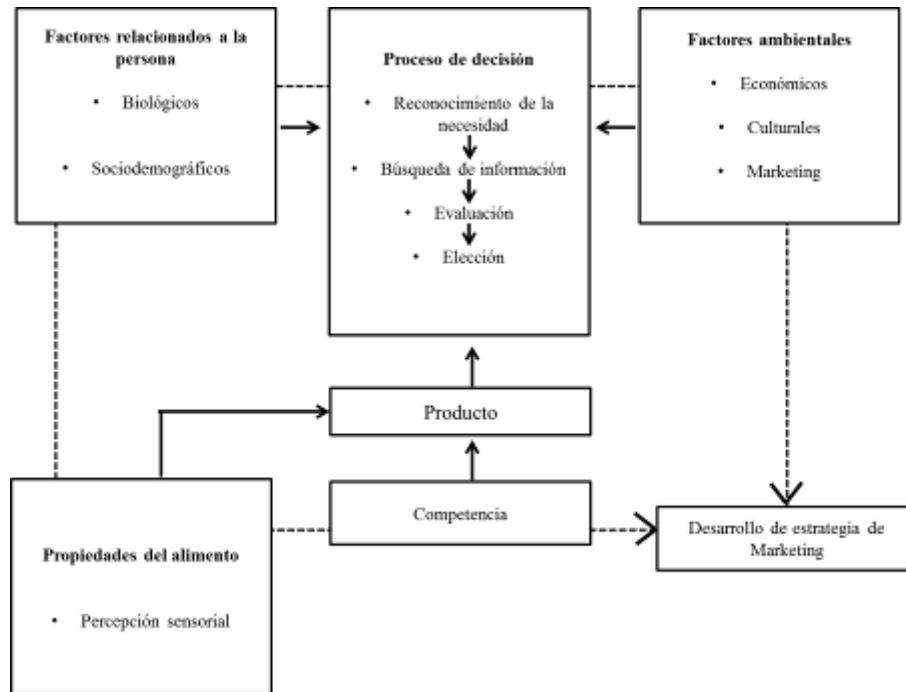 Factores relacionados a la
persona
• Biológicos
• Sociodemográficos
Proceso de decisión
• Reconocimiento de la
necesidad
• Búsqueda de información
• Evaluación
• Elección
Factores ambientales
• Económicos
• Culturales
• Marketing
Producto
Competencia
Propiedades del alimento
• Percepción sensorial
Desarrollo de estrategia de
Marketing